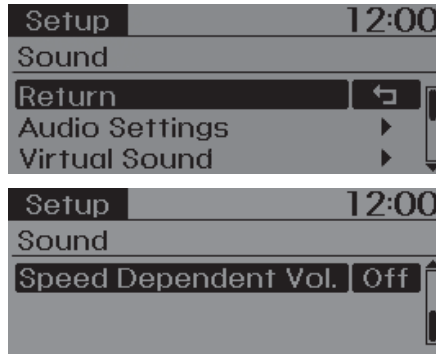 Setup 12:00
Sound
Return
Audio Settings
Virtual Sound
Setup 12:00
Sound
Speed Dependent Vol. Off